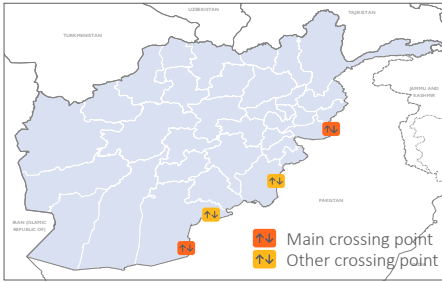 UZBEKISTAN
TAJIKISTAN
TURKMENISTAN
JAMMU AND
KASHMIR
PAKISTAN
IRAN (ISLAMIC
REPUBLIC OF)
Main crossing point
Other crossing point